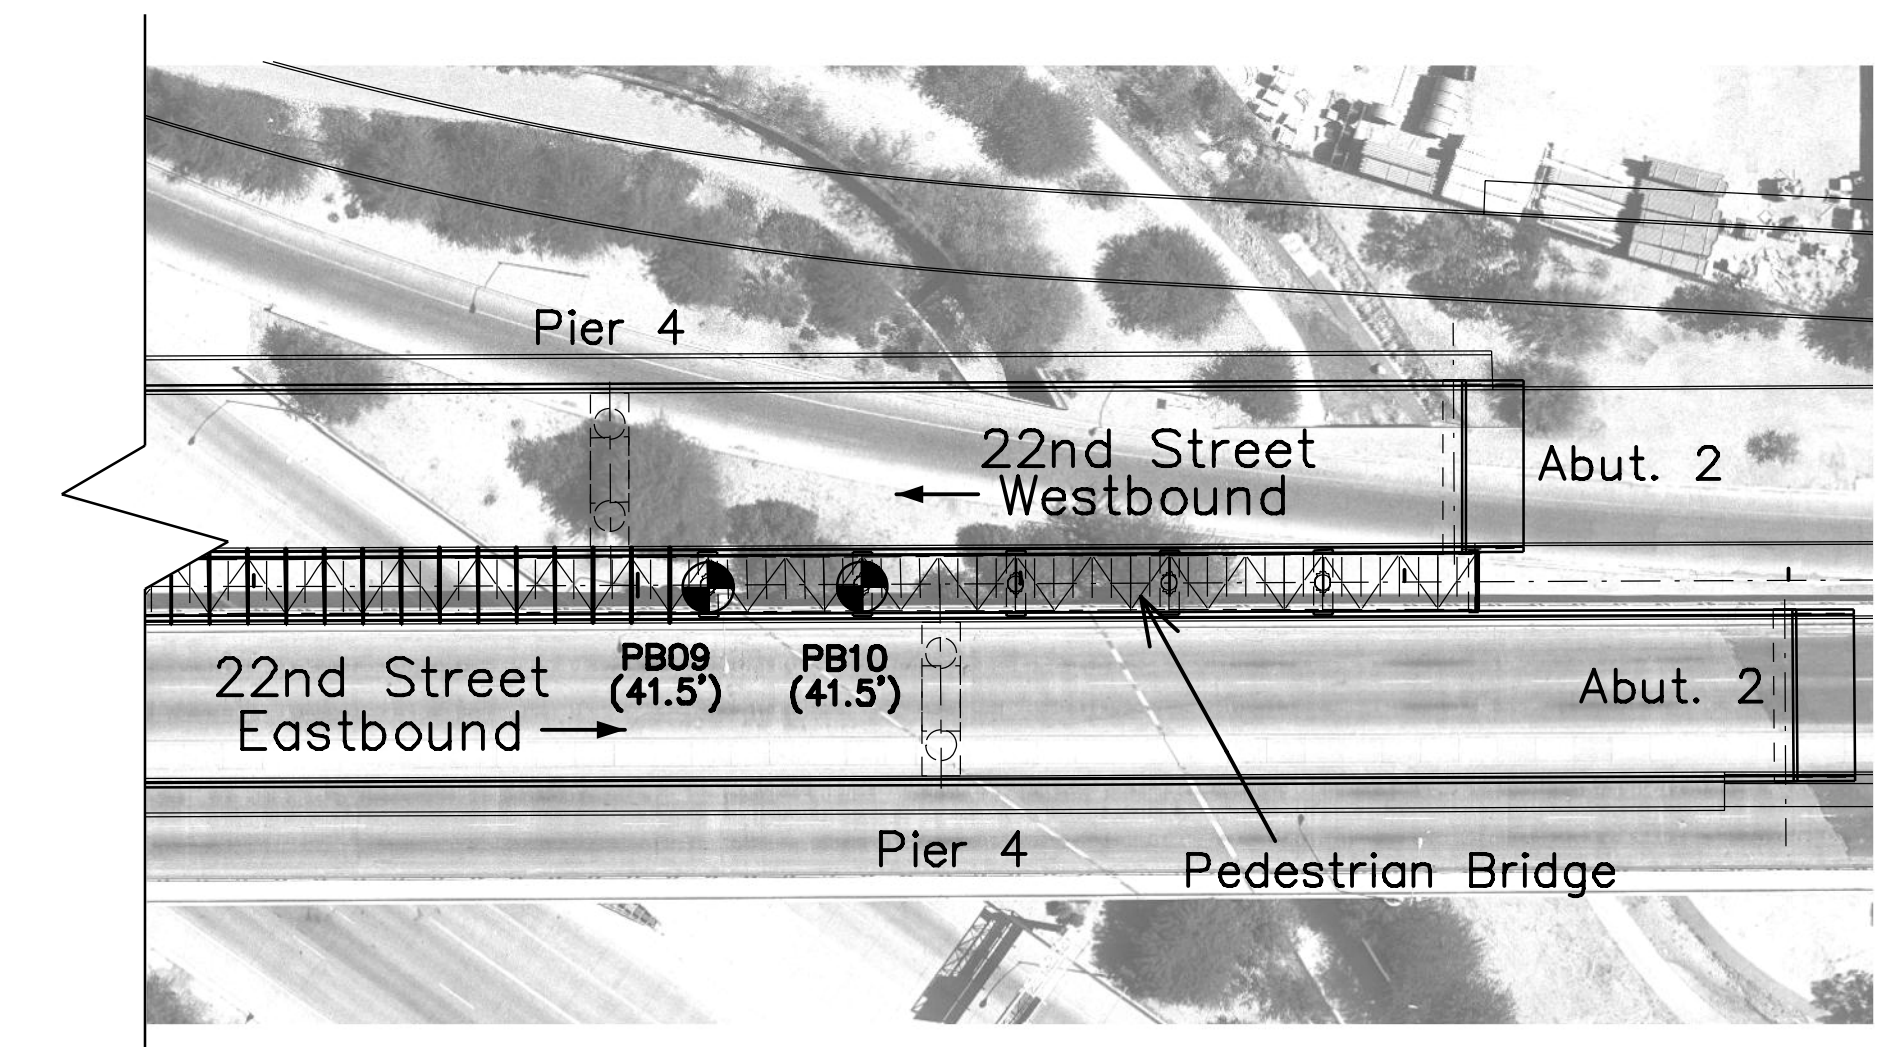 Pier 4
22nd Street
Westbound
Abut. 2
PB09
(41.5')
PB10
(41.5')
22nd Street
Eastbound
Abut. 2
Pier 4
Pedestrian Bridge